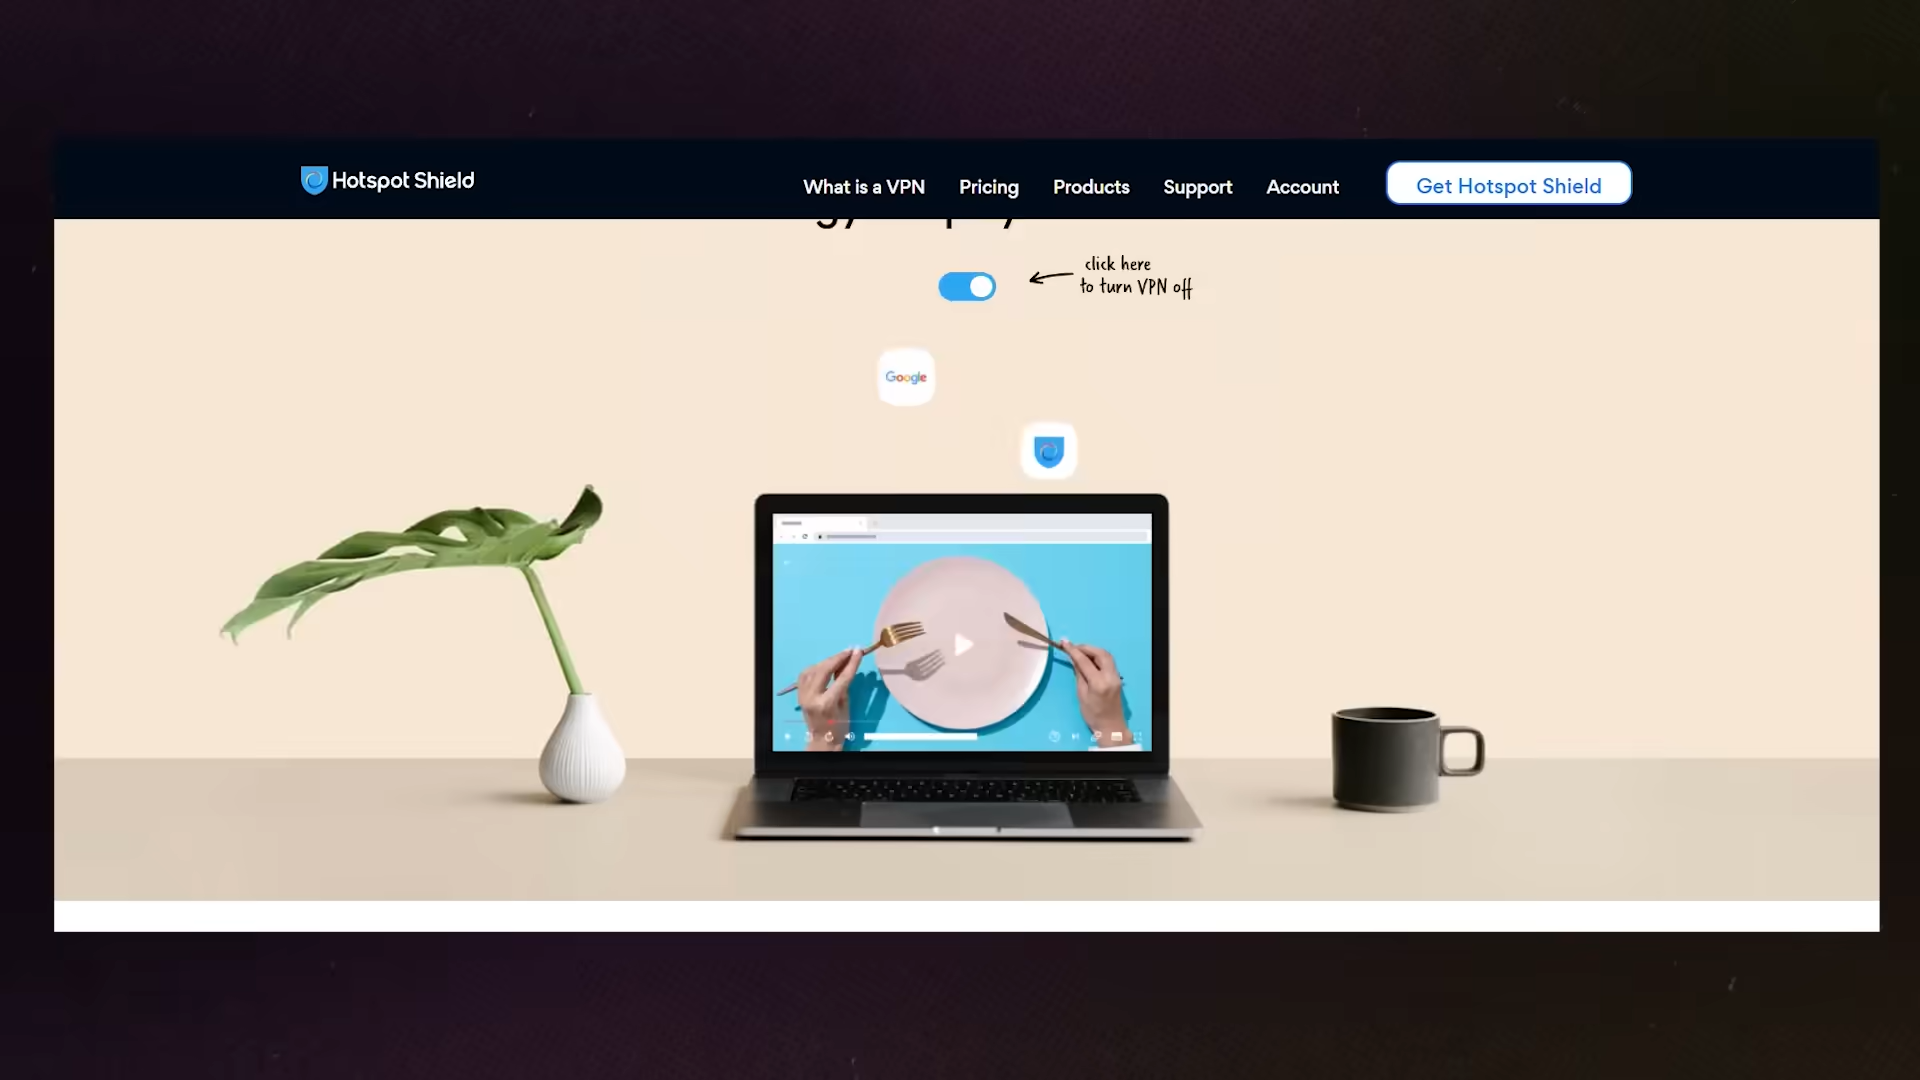 Hotspot Shield
What is a VPN Pricing Products Support Account Get Hotspot Shield
click here
to turn VPN off
Google